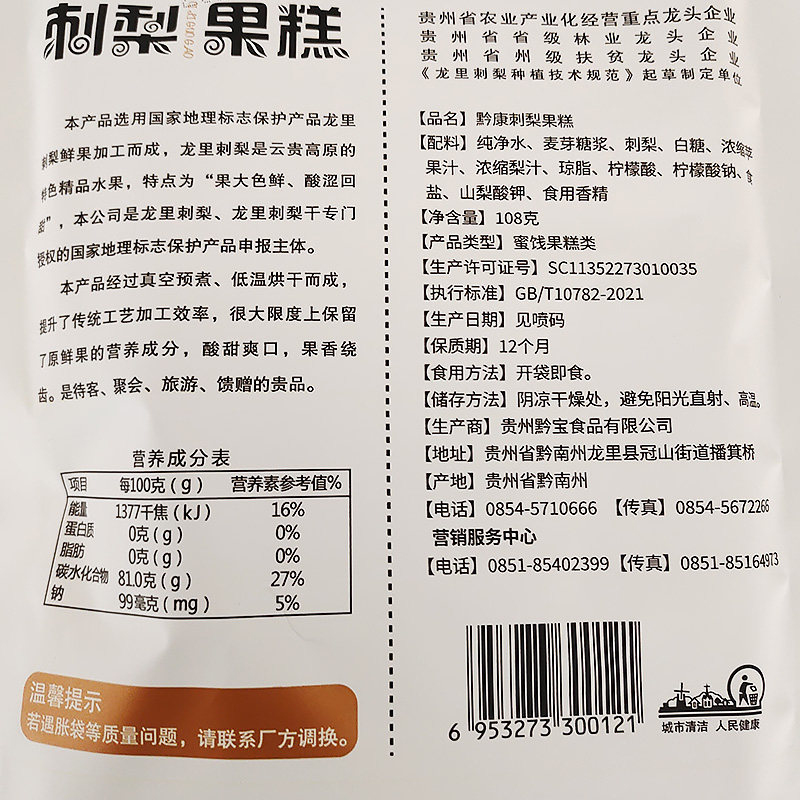 刺梨果糕
本产品选用国家地理标志保护产品龙里
刺梨鲜果加工而成，龙里刺梨是云贵高原的
特色精品水果，特点为“果大色鲜、酸涩回
甜”，本公司是龙里刺梨、龙里刺梨干专门
授权的国家地理标志保护产品申报主体。
本产品经过真空预煮、低温烘干而成，
提升了传统工艺加工效率，很大限度上保留
了原鲜果的营养成分，酸甜爽口，果香绕
齿。是待客、聚会、旅游、馈赠的贵品。
营养成分表
项目 每100克(g) 营养素参考值%
能量 1377千焦(kJ) 16%
蛋白质 0克(g) 0%
脂肪 0克(g) 0%
碳水化合物 81.0克(g) 27%
钠 99毫克(mg) 5%
温馨提示
若遇胀袋等质量问题，请联系厂方调换。
贵州省农业产业化经营重点龙头企业
贵州省省级林业龙头企业
贵州省州级扶贫龙头企业
《龙里刺梨种植技术规范》起草制定单位
【品名】黔康刺梨果糕
【配料】纯净水、麦芽糖浆、刺梨、白糖、浓缩苹
果汁、浓缩梨汁、琼脂、柠檬酸、柠檬酸钠、食
盐、山梨酸钾、食用香精
【净含量】108克
【产品类型】蜜饯果糕类
【生产许可证号】SC11352273010035
【执行标准】GB/T10782-2021
【生产日期】见喷码
【保质期】12个月
【食用方法】开袋即食。
【储存方法】阴凉干燥处，避免阳光直射、高温。
【生产商】贵州黔宝食品有限公司
【地址】贵州省黔南州龙里县冠山街道播箕桥
【产地】贵州省黔南州
【电话】0854-5710666 【传真】0854-5672266
营销服务中心
【电话】0851-85402399【传真】0851-85164973
6 953273 300121
城市清洁 人民健康